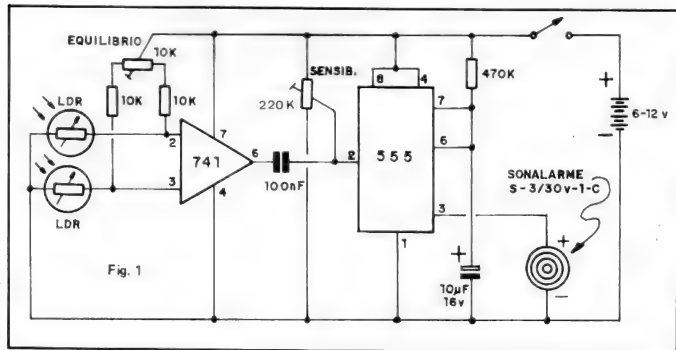 EQUILIBRIO
10K
10K
10K
LDR
LDR
2
3
741
7
6
4
100nF
SENSIB.
220K
2
8
4
7
6
3
1
555
470K
+
10µF
16v
+
6-12 v
−
SONALARME
S-3/30v-1-C
+
−
Fig. 1